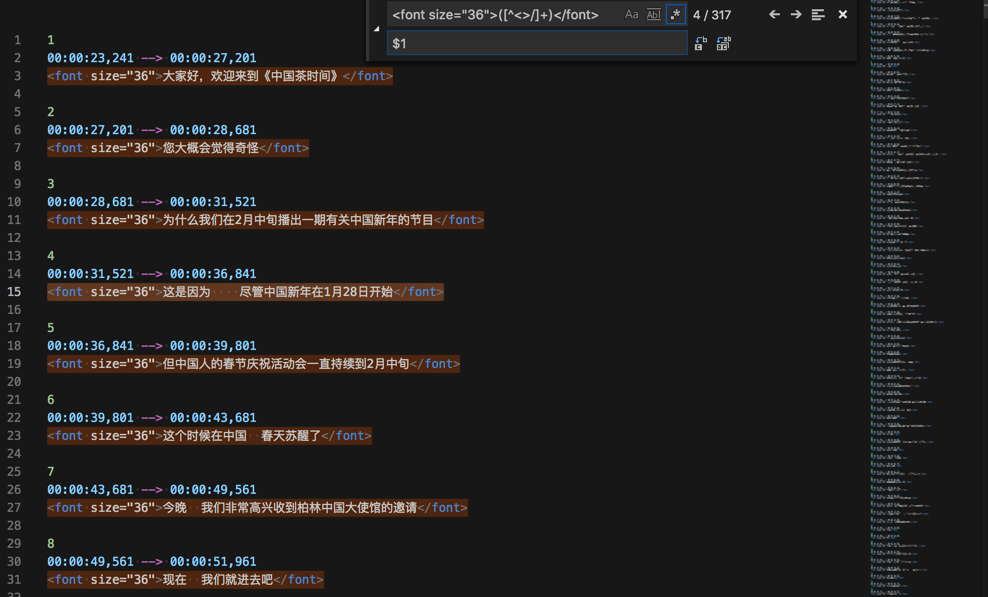 <font size="36">([^<>/]+)</font>
Aa
Ab
.*
4 / 317
$1
1 1
2 00:00:23,241 --> 00:00:27,201
3 <font size="36">大家好，欢迎来到《中国茶时间》</font>
4
5 2
6 00:00:27,201 --> 00:00:28,681
7 <font size="36">您大概会觉得奇怪</font>
8
9 3
10 00:00:28,681 --> 00:00:31,521
11 <font size="36">为什么我们在2月中旬播出一期有关中国新年的节目</font>
12
13 4
14 00:00:31,521 --> 00:00:36,841
15 <font size="36">这是因为    尽管中国新年在1月28日开始</font>
16
17 5
18 00:00:36,841 --> 00:00:39,801
19 <font size="36">但中国人的春节庆祝活动会一直持续到2月中旬</font>
20
21 6
22 00:00:39,801 --> 00:00:43,681
23 <font size="36">这个时候在中国  春天苏醒了</font>
24
25 7
26 00:00:43,681 --> 00:00:49,561
27 <font size="36">今晚  我们非常高兴收到柏林中国大使馆的邀请</font>
28
29 8
30 00:00:49,561 --> 00:00:51,961
31 <font size="36">现在  我们就进去吧</font>